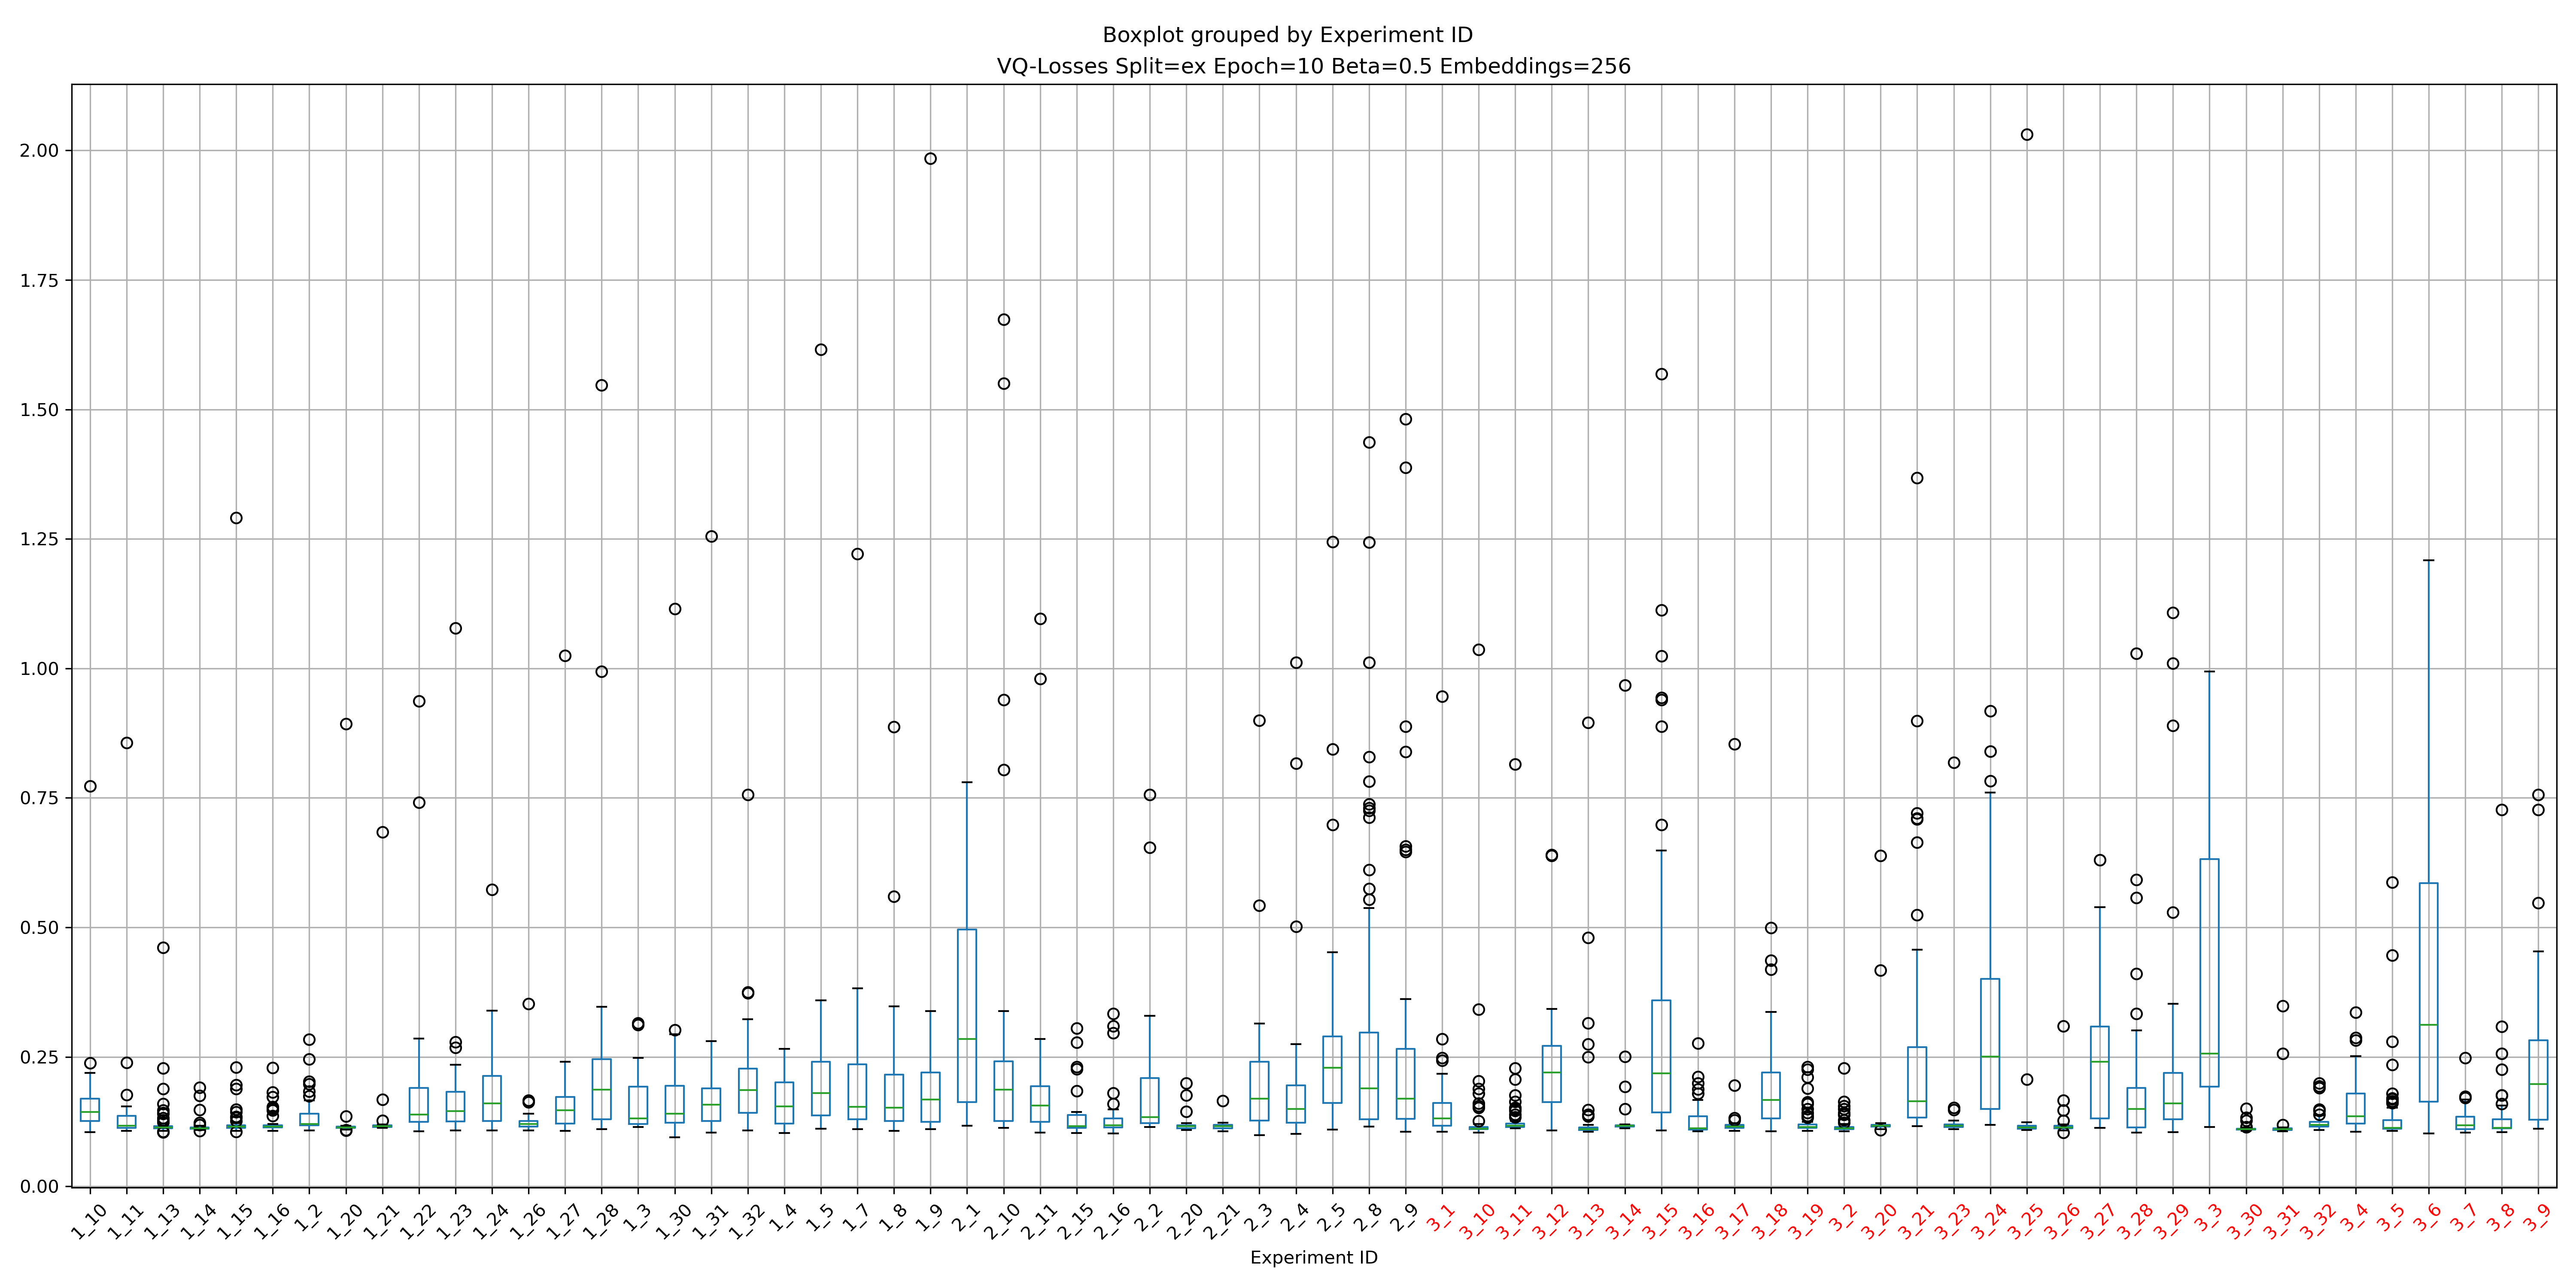 Boxplot grouped by Experiment ID
VQ-Losses Split=ex Epoch=10 Beta=0.5 Embeddings=256
2.00
1.75
1.50
1.25
1.00
0.75
0.50
0.25
0.00
1_10 1_11 1_13 1_14 1_15 1_16 1_2 1_20 1_21 1_22 1_23 1_24 1_26 1_27 1_28 1_3 1_30 1_31 1_32 1_4 1_5 1_7 1_8 1_9 2_1 2_10 2_11 2_15 2_16 2_2 2_20 2_21 2_3 2_4 2_5 2_8 2_9 3_1 3_10 3_11 3_12 3_13 3_14 3_15 3_16 3_17 3_18 3_19 3_2 3_20 3_21 3_23 3_24 3_25 3_26 3_27 3_28 3_29 3_3 3_30 3_31 3_32 3_4 3_5 3_6 3_7 3_8 3_9
Experiment ID